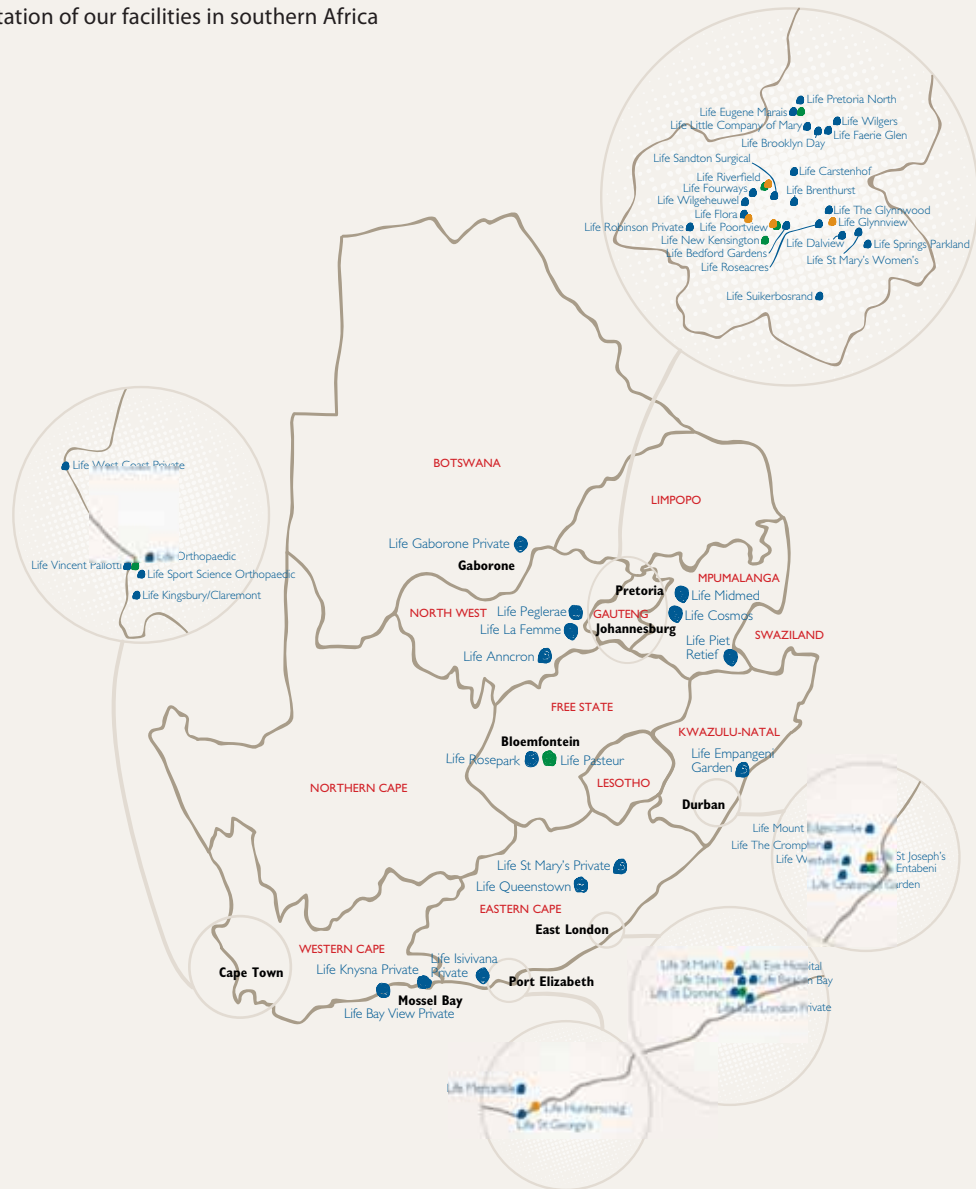 tation of our facilities in southern Africa
Life Pretoria North
Life Eugene Marais
Life Little Company of Mary
Life Wilgers
Life Faerie Glen
Life Brooklyn Day
Life Sandton Surgical
Life Carstenhof
Life Riverfield
Life Fourways
Life Brenthurst
Life Wilgeheuwel
Life The Glynnwood
Life Flora
Life Glynnview
Life Robinson Private
Life Poortview
Life New Kensington
Life Dalview
Life Springs Parkland
Life Bedford Gardens
Life St Mary's Women's
Life Roseacres
Life Suikerbosrand
Life West Coast Private
Life Orthopaedic
Life Vincent Pallotti
Life Sport Science Orthopaedic
Life Kingsbury/Claremont
BOTSWANA
LIMPOPO
Life Gaborone Private
Gaborone
MPUMALANGA
Pretoria
Life Midmed
NORTH WEST
Life Peglerae
GAUTENG
Life Cosmos
Life La Femme
Johannesburg
SWAZILAND
Life Piet
Retief
Life Anncron
FREE STATE
KWAZULU-NATAL
Bloemfontein
Life Empangeni
Garden
Life Rosepark
Life Pasteur
LESOTHO
NORTHERN CAPE
Durban
Life Mount Edgecombe
Life The Crompton
Life Westville
Life St Joseph's
Life Entabeni
Life Chatsmed Garden
Life St Mary's Private
Life Queenstown
EASTERN CAPE
East London
WESTERN CAPE
Life Isivivana
Private
Cape Town
Life Knysna Private
Port Elizabeth
Mossel Bay
Life Bay View Private
Life St Mark's
Life Eye Hospital
Life St James
Life Beacon Bay
Life St Dominic's
Life East London Private
Life Mercantile
Life Hunterscraig
Life St George's